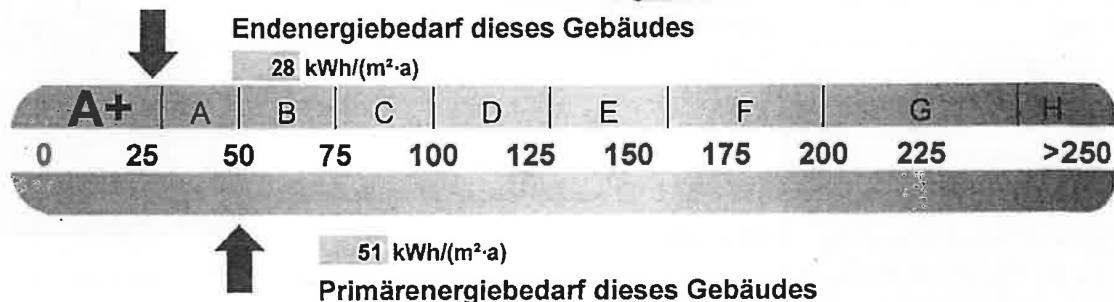 Endenergiebedarf dieses Gebäudes
28 kWh/(m²·a)
A+ A B C D E F G H
0 25 50 75 100 125 150 175 200 225 >250
51 kWh/(m²·a)
Primärenergiebedarf dieses Gebäudes